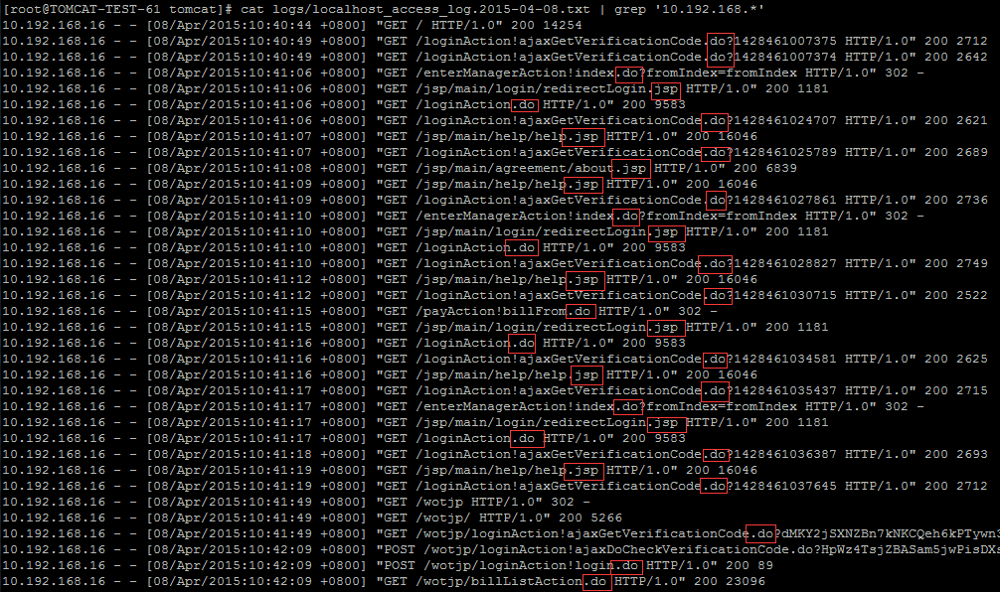 [root@TOMCAT-TEST-61 tomcat]# cat logs/localhost_access_log.2015-04-08.txt | grep '10.192.168.*'
10.192.168.16 - - [08/Apr/2015:10:40:44 +0800] "GET / HTTP/1.0" 200 14254
10.192.168.16 - - [08/Apr/2015:10:40:49 +0800] "GET /loginAction!ajaxGetVerificationCode.do?1428461007375 HTTP/1.0" 200 2712
10.192.168.16 - - [08/Apr/2015:10:40:49 +0800] "GET /loginAction!ajaxGetVerificationCode.do?1428461007374 HTTP/1.0" 200 2642
10.192.168.16 - - [08/Apr/2015:10:41:06 +0800] "GET /enterManagerAction!index.do?fromIndex=fromIndex HTTP/1.0" 302 -
10.192.168.16 - - [08/Apr/2015:10:41:06 +0800] "GET /jsp/main/login/redirectLogin.jsp HTTP/1.0" 200 1181
10.192.168.16 - - [08/Apr/2015:10:41:06 +0800] "GET /loginAction.do HTTP/1.0" 200 9583
10.192.168.16 - - [08/Apr/2015:10:41:06 +0800] "GET /loginAction!ajaxGetVerificationCode.do?1428461024707 HTTP/1.0" 200 2621
10.192.168.16 - - [08/Apr/2015:10:41:07 +0800] "GET /jsp/main/help/help.jsp HTTP/1.0" 200 16046
10.192.168.16 - - [08/Apr/2015:10:41:07 +0800] "GET /loginAction!ajaxGetVerificationCode.do?1428461025789 HTTP/1.0" 200 2689
10.192.168.16 - - [08/Apr/2015:10:41:08 +0800] "GET /jsp/main/agreement/about.jsp HTTP/1.0" 200 6839
10.192.168.16 - - [08/Apr/2015:10:41:09 +0800] "GET /jsp/main/help/help.jsp HTTP/1.0" 200 16046
10.192.168.16 - - [08/Apr/2015:10:41:09 +0800] "GET /loginAction!ajaxGetVerificationCode.do?1428461027861 HTTP/1.0" 200 2736
10.192.168.16 - - [08/Apr/2015:10:41:10 +0800] "GET /enterManagerAction!index.do?fromIndex=fromIndex HTTP/1.0" 302 -
10.192.168.16 - - [08/Apr/2015:10:41:10 +0800] "GET /jsp/main/login/redirectLogin.jsp HTTP/1.0" 200 1181
10.192.168.16 - - [08/Apr/2015:10:41:10 +0800] "GET /loginAction.do HTTP/1.0" 200 9583
10.192.168.16 - - [08/Apr/2015:10:41:10 +0800] "GET /loginAction!ajaxGetVerificationCode.do?1428461028827 HTTP/1.0" 200 2749
10.192.168.16 - - [08/Apr/2015:10:41:12 +0800] "GET /jsp/main/help/help.jsp HTTP/1.0" 200 16046
10.192.168.16 - - [08/Apr/2015:10:41:12 +0800] "GET /loginAction!ajaxGetVerificationCode.do?1428461030715 HTTP/1.0" 200 2522
10.192.168.16 - - [08/Apr/2015:10:41:15 +0800] "GET /payAction!billFrom.do HTTP/1.0" 302 -
10.192.168.16 - - [08/Apr/2015:10:41:15 +0800] "GET /jsp/main/login/redirectLogin.jsp HTTP/1.0" 200 1181
10.192.168.16 - - [08/Apr/2015:10:41:16 +0800] "GET /loginAction.do HTTP/1.0" 200 9583
10.192.168.16 - - [08/Apr/2015:10:41:16 +0800] "GET /loginAction!ajaxGetVerificationCode.do?1428461034581 HTTP/1.0" 200 2625
10.192.168.16 - - [08/Apr/2015:10:41:16 +0800] "GET /jsp/main/help/help.jsp HTTP/1.0" 200 16046
10.192.168.16 - - [08/Apr/2015:10:41:17 +0800] "GET /loginAction!ajaxGetVerificationCode.do?1428461035437 HTTP/1.0" 200 2715
10.192.168.16 - - [08/Apr/2015:10:41:17 +0800] "GET /enterManagerAction!index.do?fromIndex=fromIndex HTTP/1.0" 302 -
10.192.168.16 - - [08/Apr/2015:10:41:17 +0800] "GET /jsp/main/login/redirectLogin.jsp HTTP/1.0" 200 1181
10.192.168.16 - - [08/Apr/2015:10:41:17 +0800] "GET /loginAction.do HTTP/1.0" 200 9583
10.192.168.16 - - [08/Apr/2015:10:41:18 +0800] "GET /loginAction!ajaxGetVerificationCode.do?1428461036387 HTTP/1.0" 200 2693
10.192.168.16 - - [08/Apr/2015:10:41:19 +0800] "GET /jsp/main/help/help.jsp HTTP/1.0" 200 16046
10.192.168.16 - - [08/Apr/2015:10:41:19 +0800] "GET /loginAction!ajaxGetVerificationCode.do?1428461037645 HTTP/1.0" 200 2712
10.192.168.16 - - [08/Apr/2015:10:41:49 +0800] "GET /wotjp HTTP/1.0" 302 -
10.192.168.16 - - [08/Apr/2015:10:41:49 +0800] "GET /wotjp/ HTTP/1.0" 200 5266
10.192.168.16 - - [08/Apr/2015:10:41:49 +0800] "GET /wotjp/loginAction!ajaxGetVerificationCode.do?dMKY2jSXNZBn7kNKCQeh6kPTywn
10.192.168.16 - - [08/Apr/2015:10:42:09 +0800] "POST /wotjp/loginAction!ajaxDoCheckVerificationCode.do?HpWz4TsjZBASam5jwPisDXs
10.192.168.16 - - [08/Apr/2015:10:42:09 +0800] "POST /wotjp/loginAction!login.do HTTP/1.0" 200 89
10.192.168.16 - - [08/Apr/2015:10:42:09 +0800] "GET /wotjp/billListAction.do HTTP/1.0" 200 23096